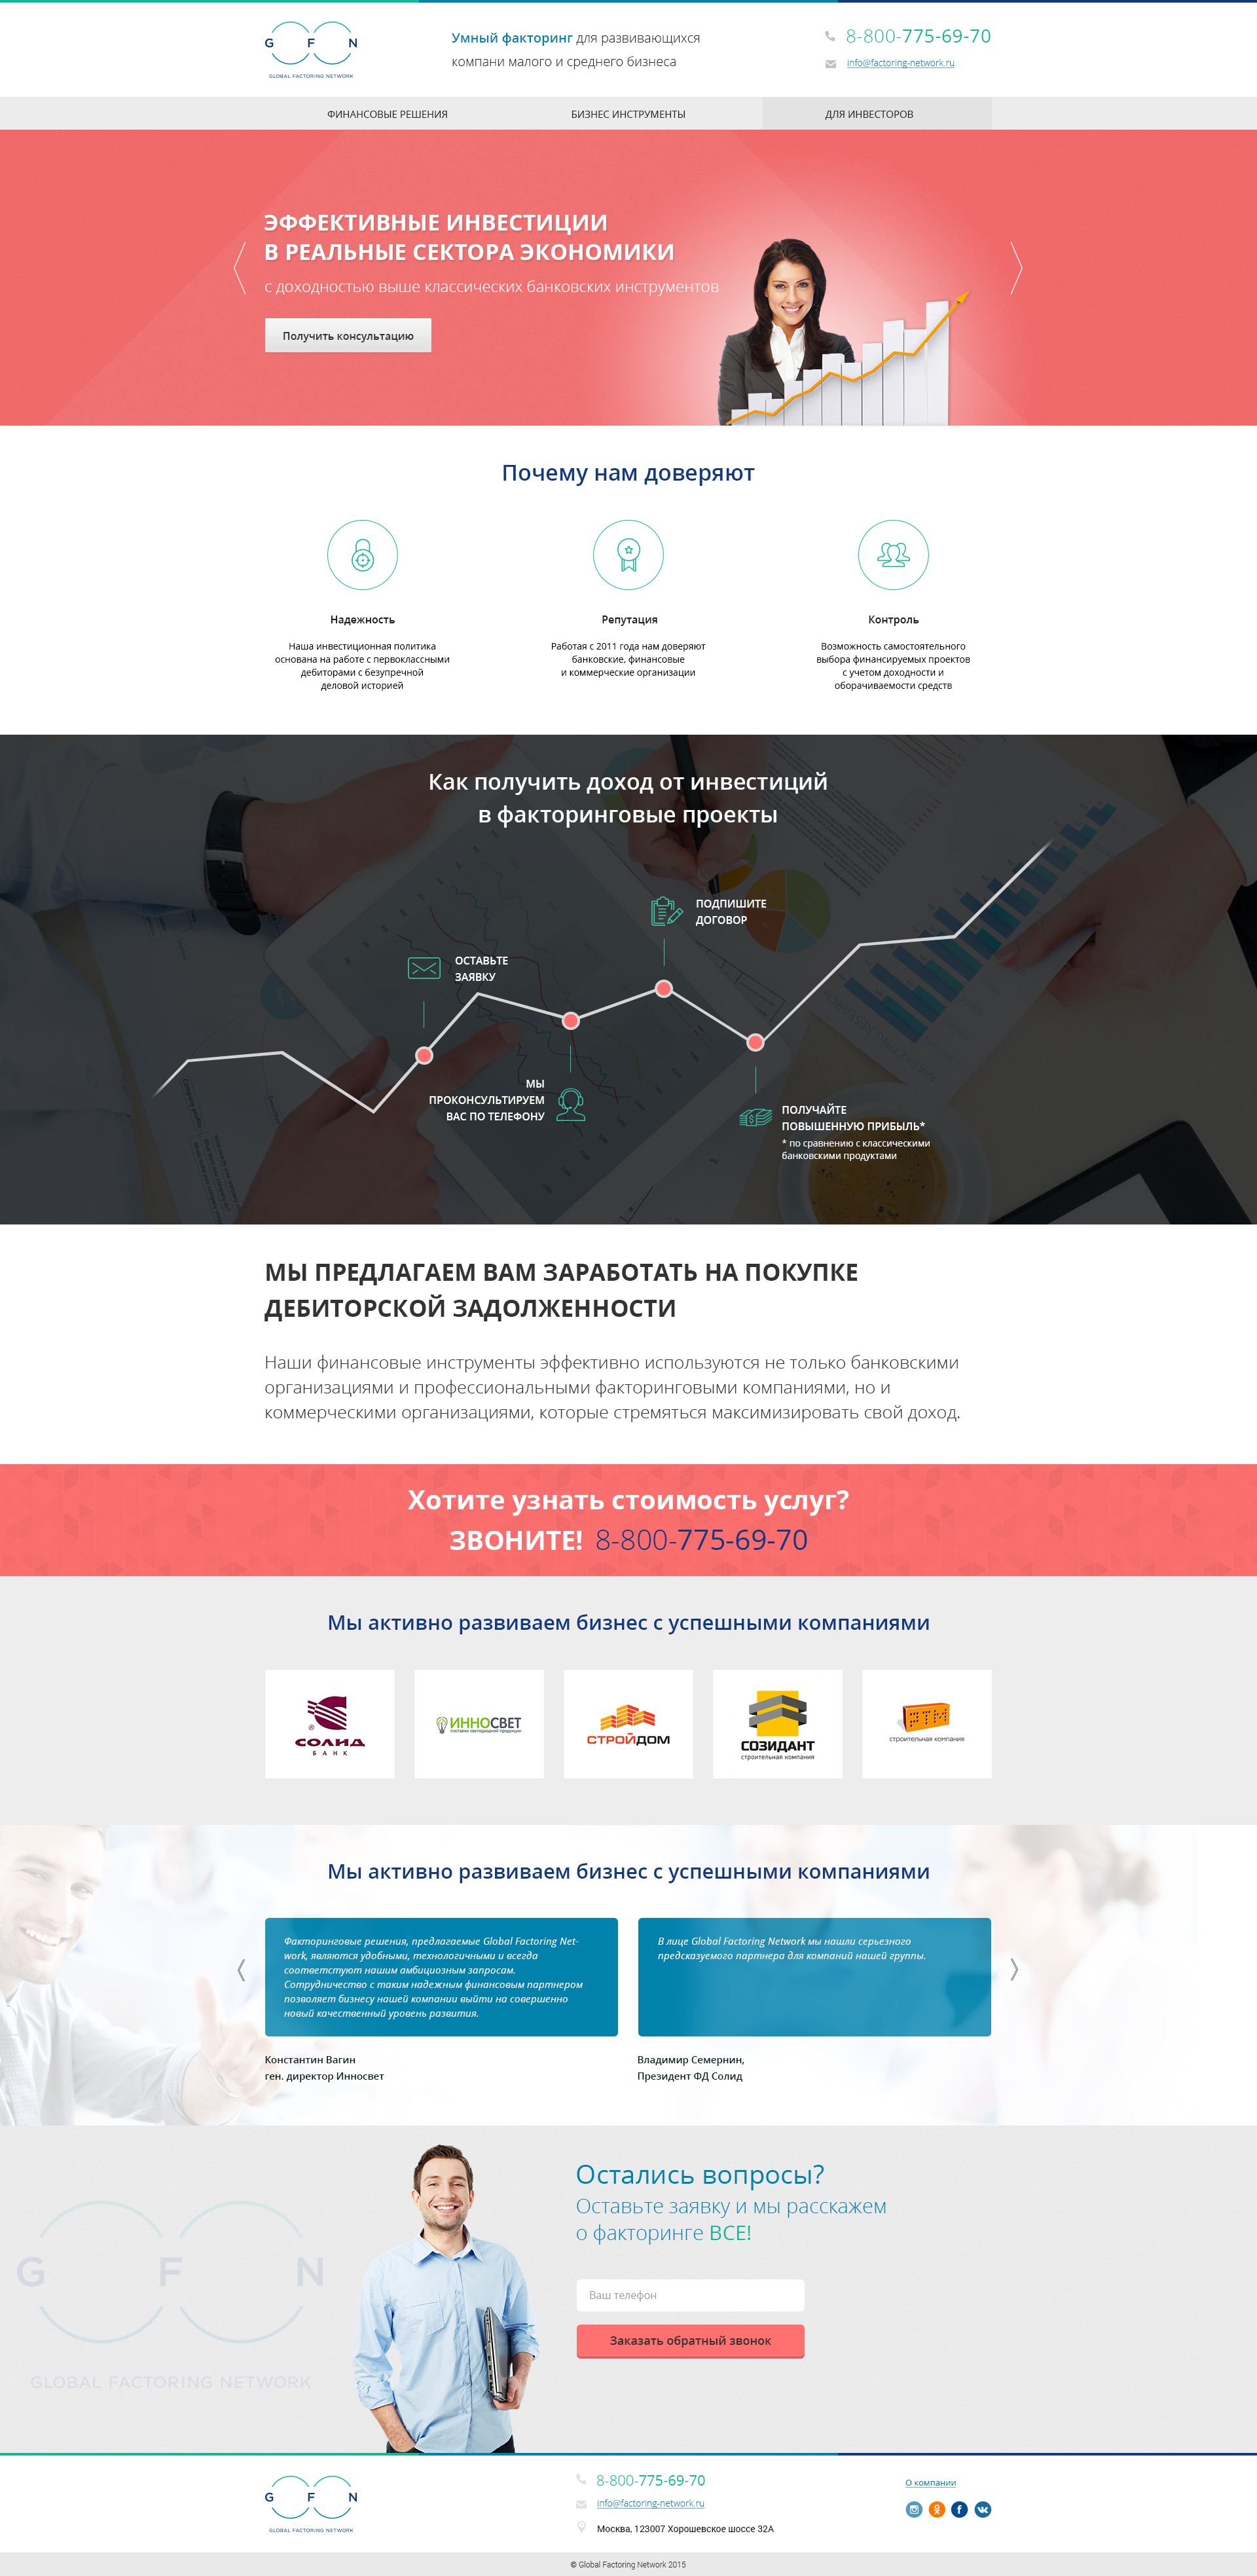 G F N
GLOBAL FACTORING NETWORK
Умный факторинг для развивающихся
компани малого и среднего бизнеса
8-800-775-69-70
info@factoring-network.ru
ФИНАНСОВЫЕ РЕШЕНИЯ
БИЗНЕС ИНСТРУМЕНТЫ
ДЛЯ ИНВЕСТОРОВ
ЭФФЕКТИВНЫЕ ИНВЕСТИЦИИ
В РЕАЛЬНЫЕ СЕКТОРА ЭКОНОМИКИ
с доходностью выше классических банковских инструментов
Получить консультацию
Почему нам доверяют
Надежность
Наша инвестиционная политика
основана на работе с первоклассными
дебиторами с безупречной
деловой историей
Репутация
Работая с 2011 года нам доверяют
банковские, финансовые
и коммерческие организации
Контроль
Возможность самостоятельного
выбора финансируемых проектов
с учетом доходности и
оборачиваемости средств
Как получить доход от инвестиций
в факторинговые проекты
ОСТАВЬТЕ
ЗАЯВКУ
МЫ
ПРОКОНСУЛЬТИРУЕМ
ВАС ПО ТЕЛЕФОНУ
ПОДПИШИТЕ
ДОГОВОР
ПОЛУЧАЙТЕ
ПОВЫШЕННУЮ ПРИБЫЛЬ*
* по сравнению с классическими
банковскими продуктами
МЫ ПРЕДЛАГАЕМ ВАМ ЗАРАБОТАТЬ НА ПОКУПКЕ
ДЕБИТОРСКОЙ ЗАДОЛЖЕННОСТИ
Наши финансовые инструменты эффективно используются не только банковскими
организациями и профессиональными факторинговыми компаниями, но и
коммерческими организациями, которые стремяться максимизировать свой доход.
Хотите узнать стоимость услуг?
ЗВОНИТЕ! 8-800-775-69-70
Мы активно развиваем бизнес с успешными компаниями
®
СОЛИД
БАНК
ИННОСВЕТ
поставки светодиодной продукции
СТРОЙДОМ
СОЗИДАНТ
строительная компания
ЭТМ
строительная компания
Мы активно развиваем бизнес с успешными компаниями
Факторинговые решения, предлагаемые Global Factoring Net-
work, являются удобными, технологичными и всегда
соответстуют нашим амбициозным запросам.
Сотрудничество с таким надежным финансовым партнером
позволяет бизнесу нашей компании выйти на совершенно
новый качественный уровень развития.
Константин Вагин
ген. директор Инносвет
В лице Global Factoring Network мы нашли серьезного
предсказуемого партнера для компаний нашей группы.
Владимир Семернин,
Президент ФД Солид
G F N
GLOBAL FACTORING NETWORK
Остались вопросы?
Оставьте заявку и мы расскажем
о факторинге ВСЕ!
Ваш телефон
Заказать обратный звонок
G F N
GLOBAL FACTORING NETWORK
8-800-775-69-70
info@factoring-network.ru
Москва, 123007 Хорошевское шоссе 32А
О компании
© Global Factoring Network 2015